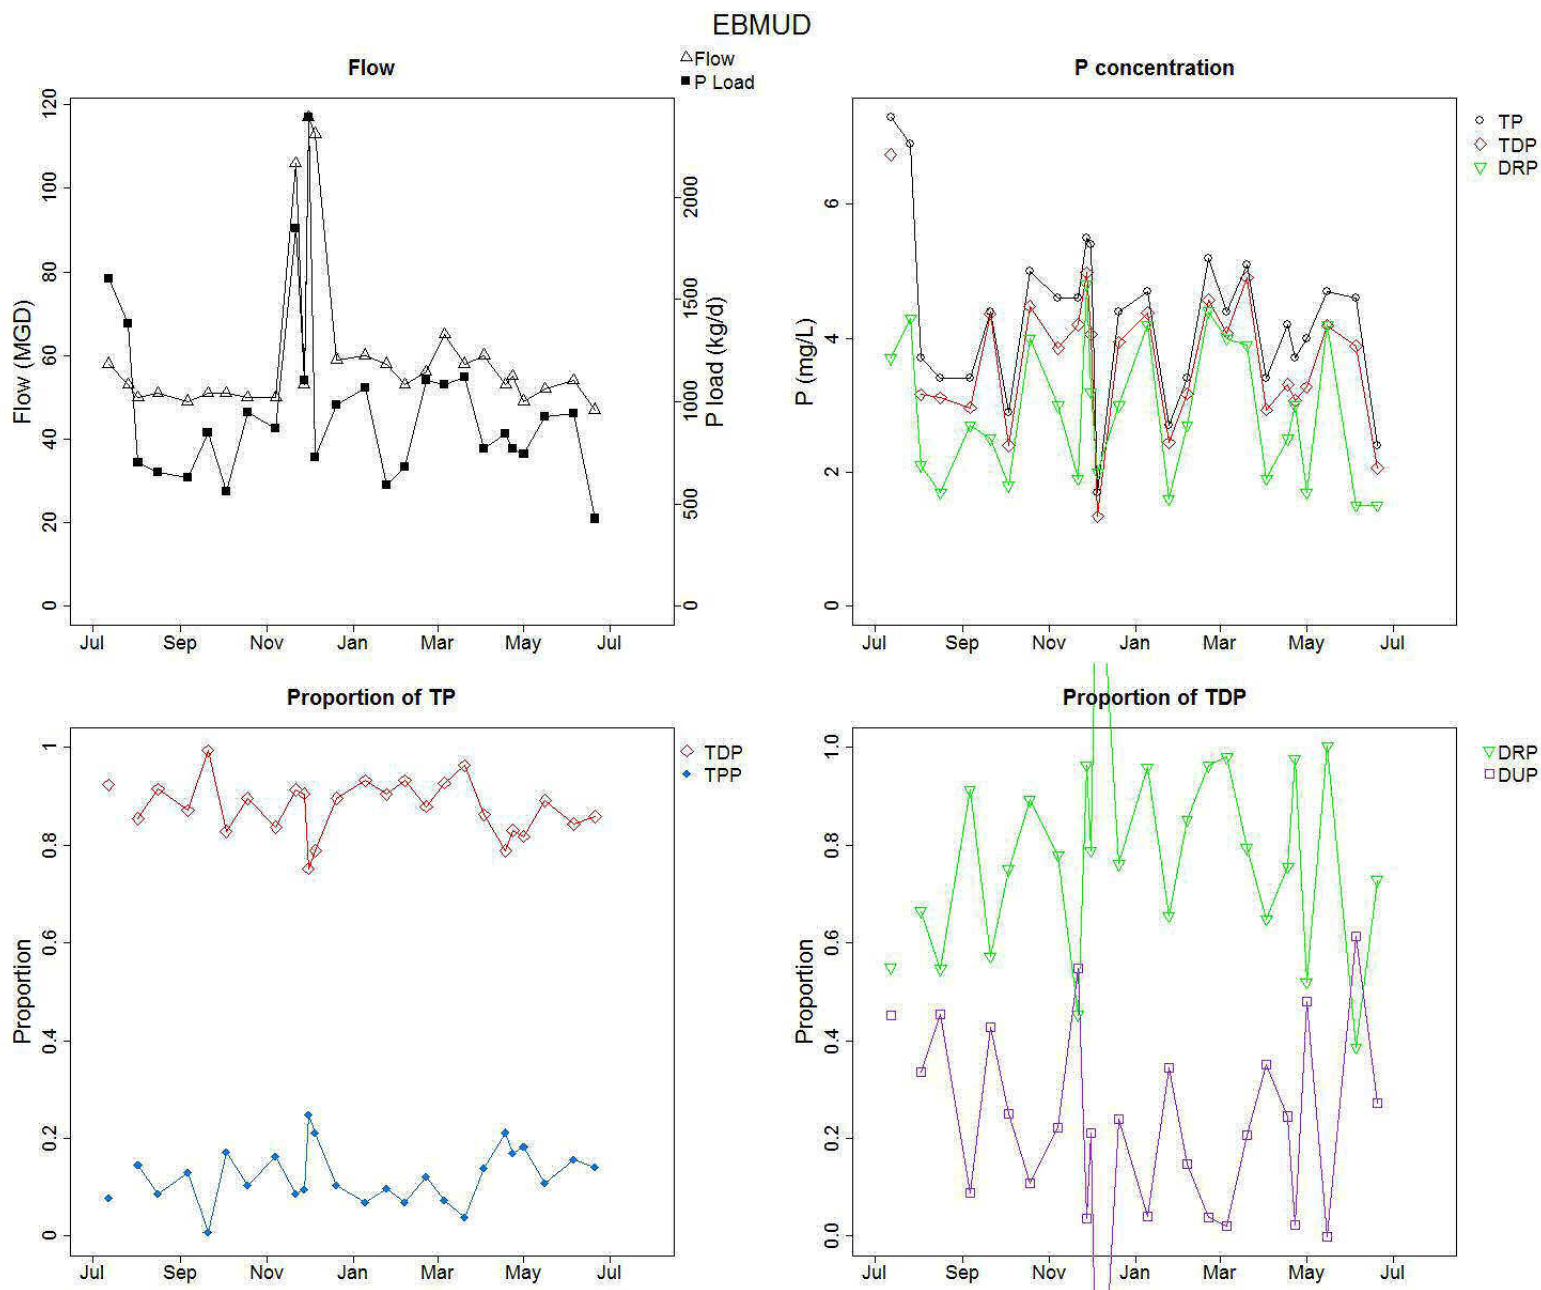 EBMUD
Flow
Flow
P Load
120
100
80
60
40
20
0
Flow (MGD)
2000
1500
1000
500
0
P load (kg/d)
Jul Sep Nov Jan Mar May Jul
P concentration
TP
TDP
DRP
6
4
2
0
P (mg/L)
Jul Sep Nov Jan Mar May Jul
Proportion of TP
TDP
TPP
1
0.8
0.6
0.4
0.2
0
Proportion
Jul Sep Nov Jan Mar May Jul
Proportion of TDP
DRP
DUP
1.0
0.8
0.6
0.4
0.2
0.0
Proportion
Jul Sep Nov Jan Mar May Jul